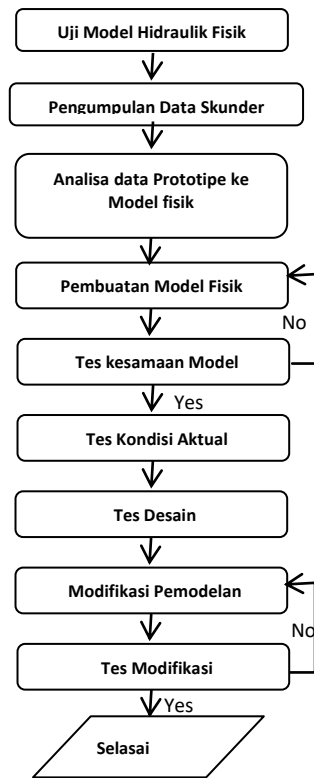 Uji Model Hidraulik Fisik
Pengumpulan Data Skunder
Analisa data Prototipe ke
Model fisik
Pembuatan Model Fisik
No
Tes kesamaan Model
Yes
Tes Kondisi Aktual
Tes Desain
Modifikasi Pemodelan
No
Tes Modifikasi
Yes
Selasai